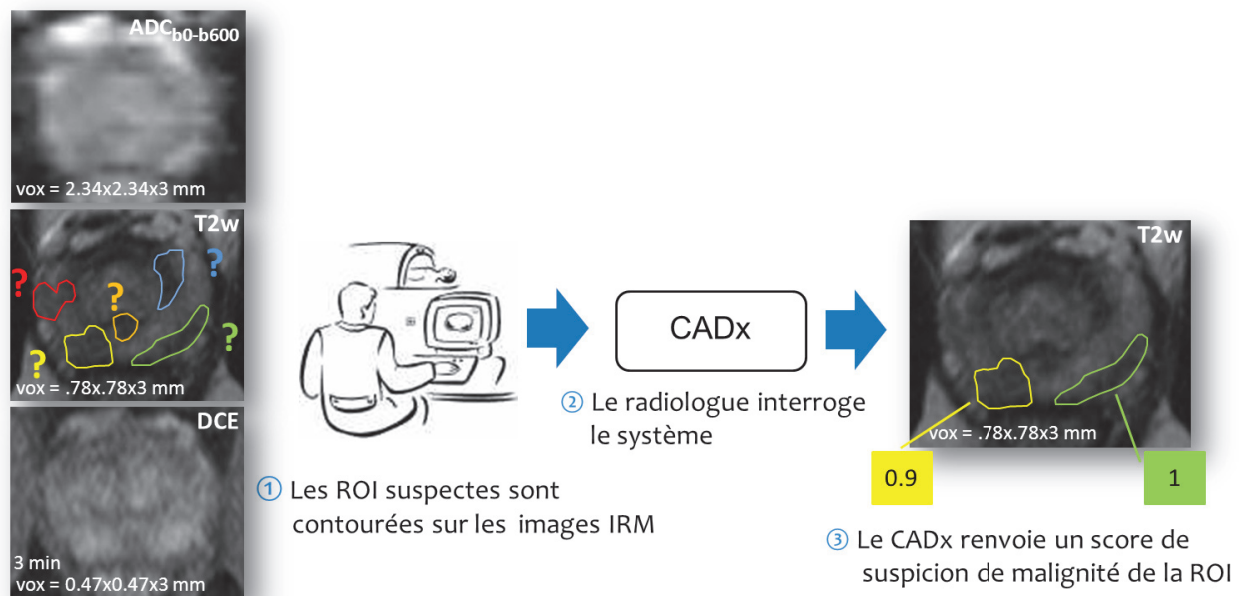 ADCb0-b600
vox = 2.34x2.34x3 mm
T2w
?
?
?
?
?
vox = .78x.78x3 mm
DCE
3 min
vox = 0.47x0.47x3 mm
① Les ROI suspectes sont
contourées sur les images IRM
CADx
② Le radiologue interroge
le système
T2w
vox = .78x.78x3 mm
0.9
1
③ Le CADx renvoie un score de
suspicion de malignité de la ROI